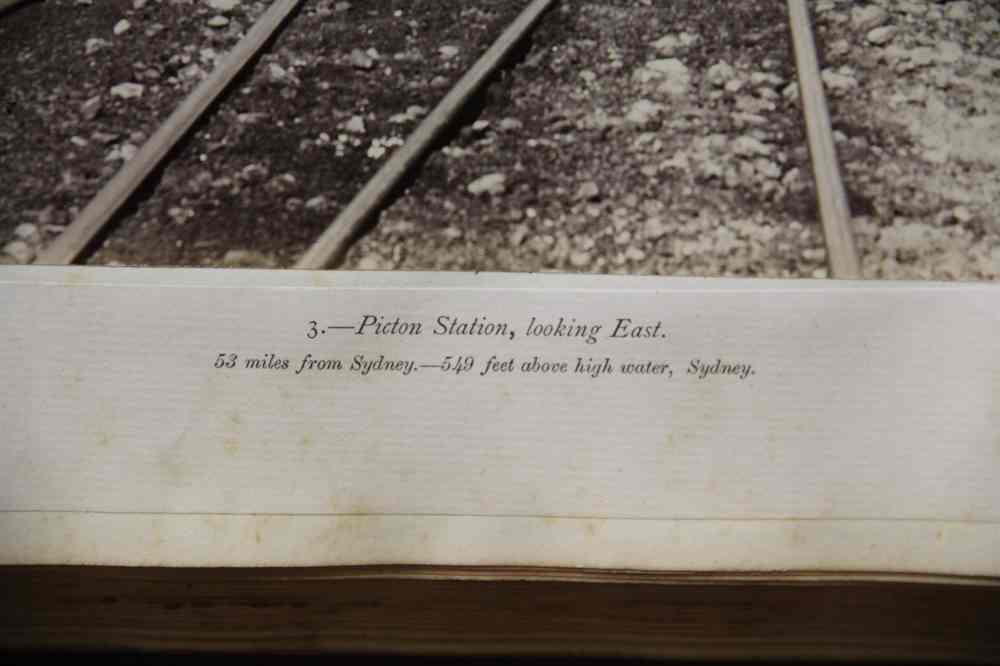 3.—Picton Station, looking East.
53 miles from Sydney.—549 feet above high water, Sydney.